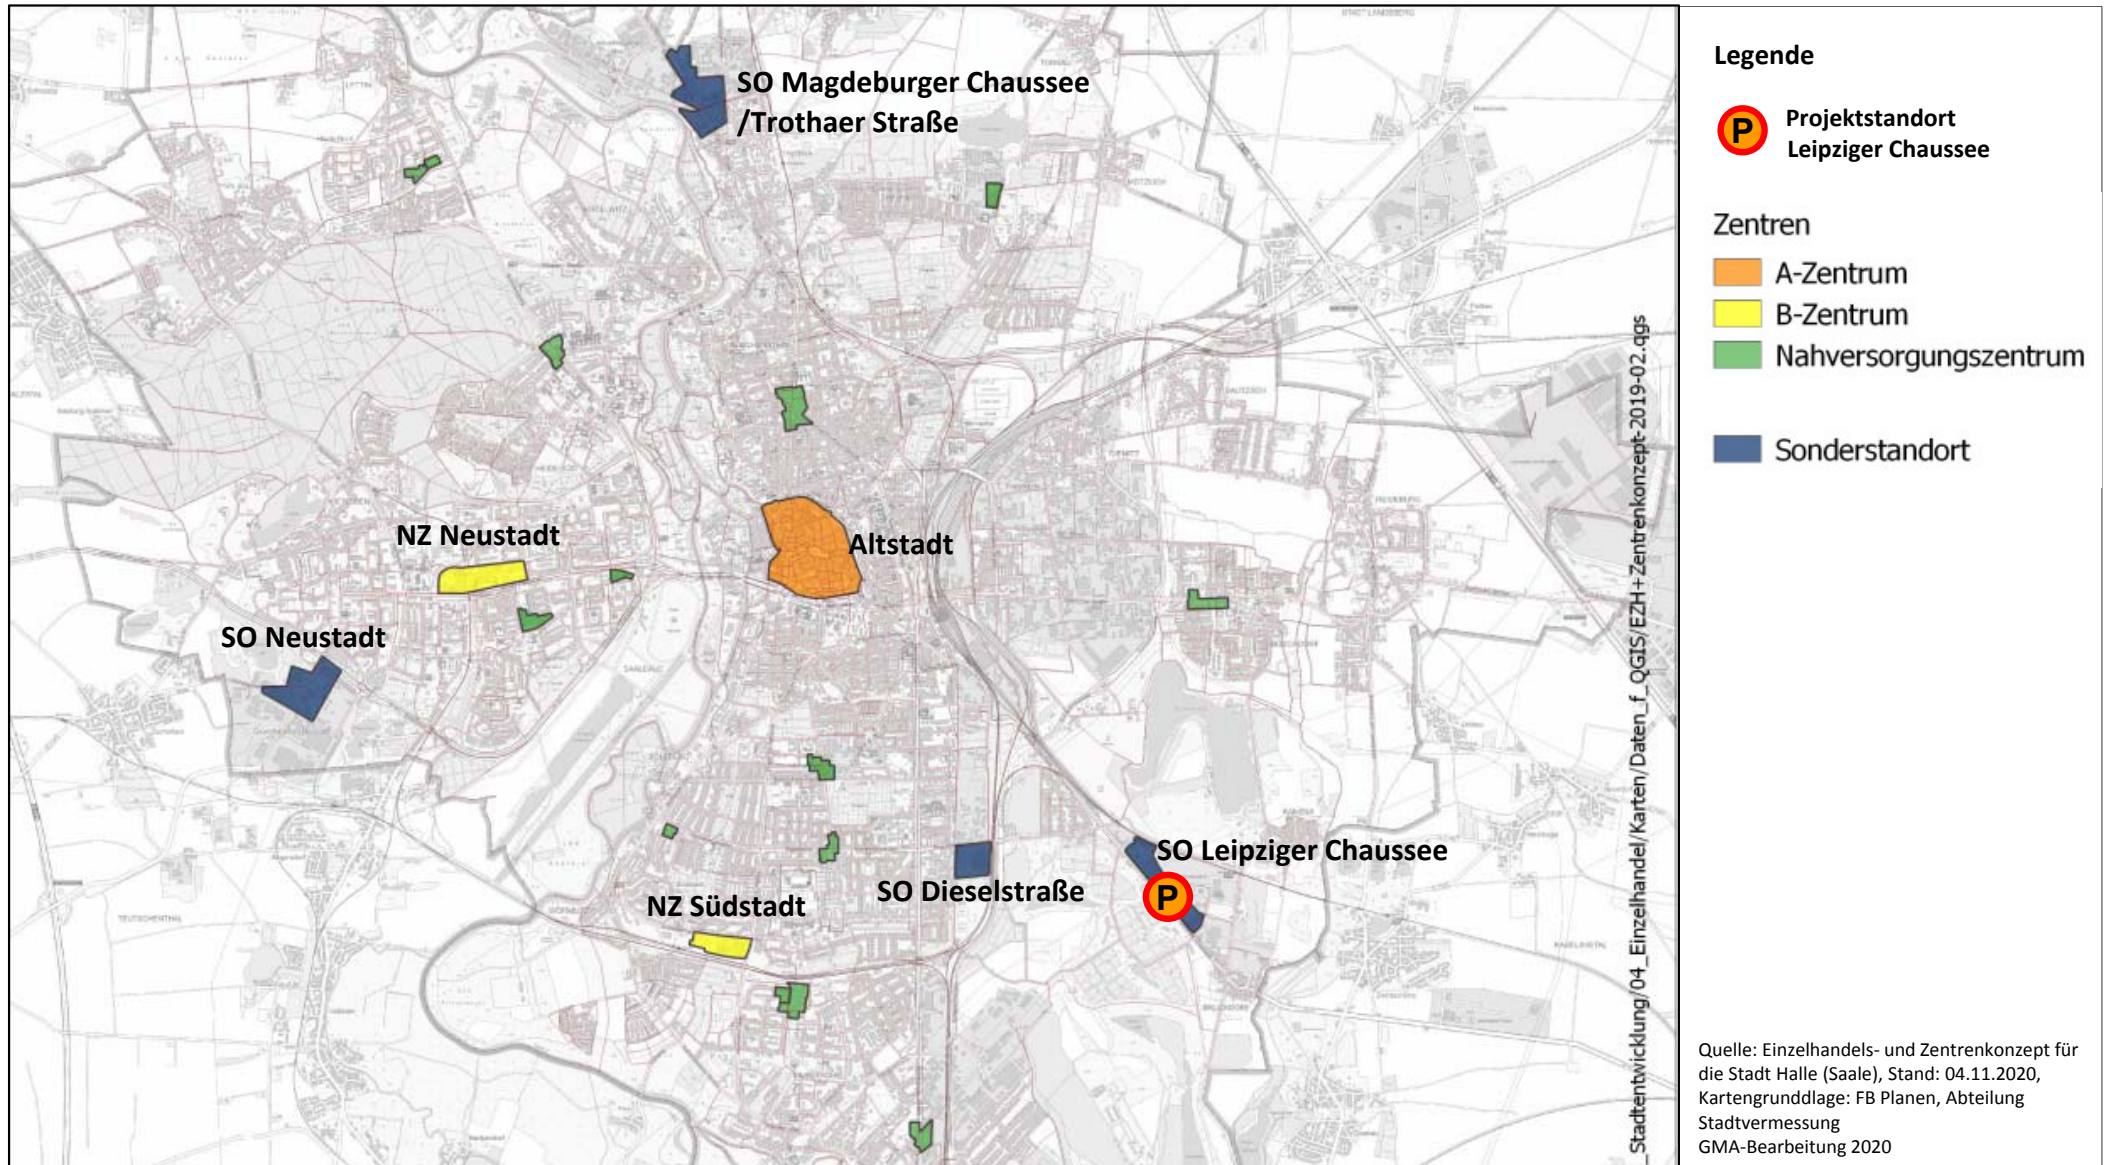 SO Magdeburger Chaussee
/Trothaer Straße
NZ Neustadt
Altstadt
SO Neustadt
SO Leipziger Chaussee
P
SO Dieselstraße
NZ Südstadt
_Stadtentwicklung/04_Einzelhandel/Karten/Daten_f_QGIS/EZH+Zentrenkonzept-2019-02.qgs
Legende
P
Projektstandort
Leipziger Chaussee
Zentren
A-Zentrum
B-Zentrum
Nahversorgungszentrum
Sonderstandort
Quelle: Einzelhandels- und Zentrenkonzept für
die Stadt Halle (Saale), Stand: 04.11.2020,
Kartengrunddlage: FB Planen, Abteilung
Stadtvermessung
GMA-Bearbeitung 2020